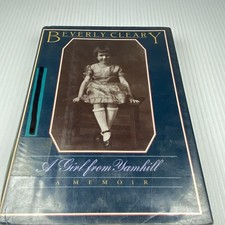 BEVERLY CLEARY
A Girl from Yamhill
A MEMOIR